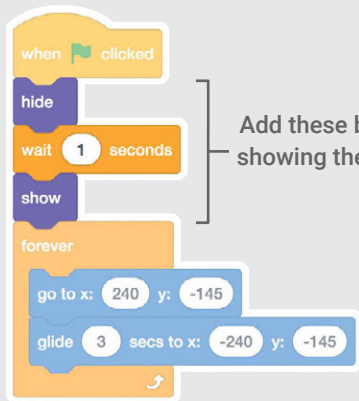 when clicked
hide
wait 1 seconds
show
Add these b
showing the
forever
go to x: 240 y: -145
glide 3 secs to x: -240 y: -145